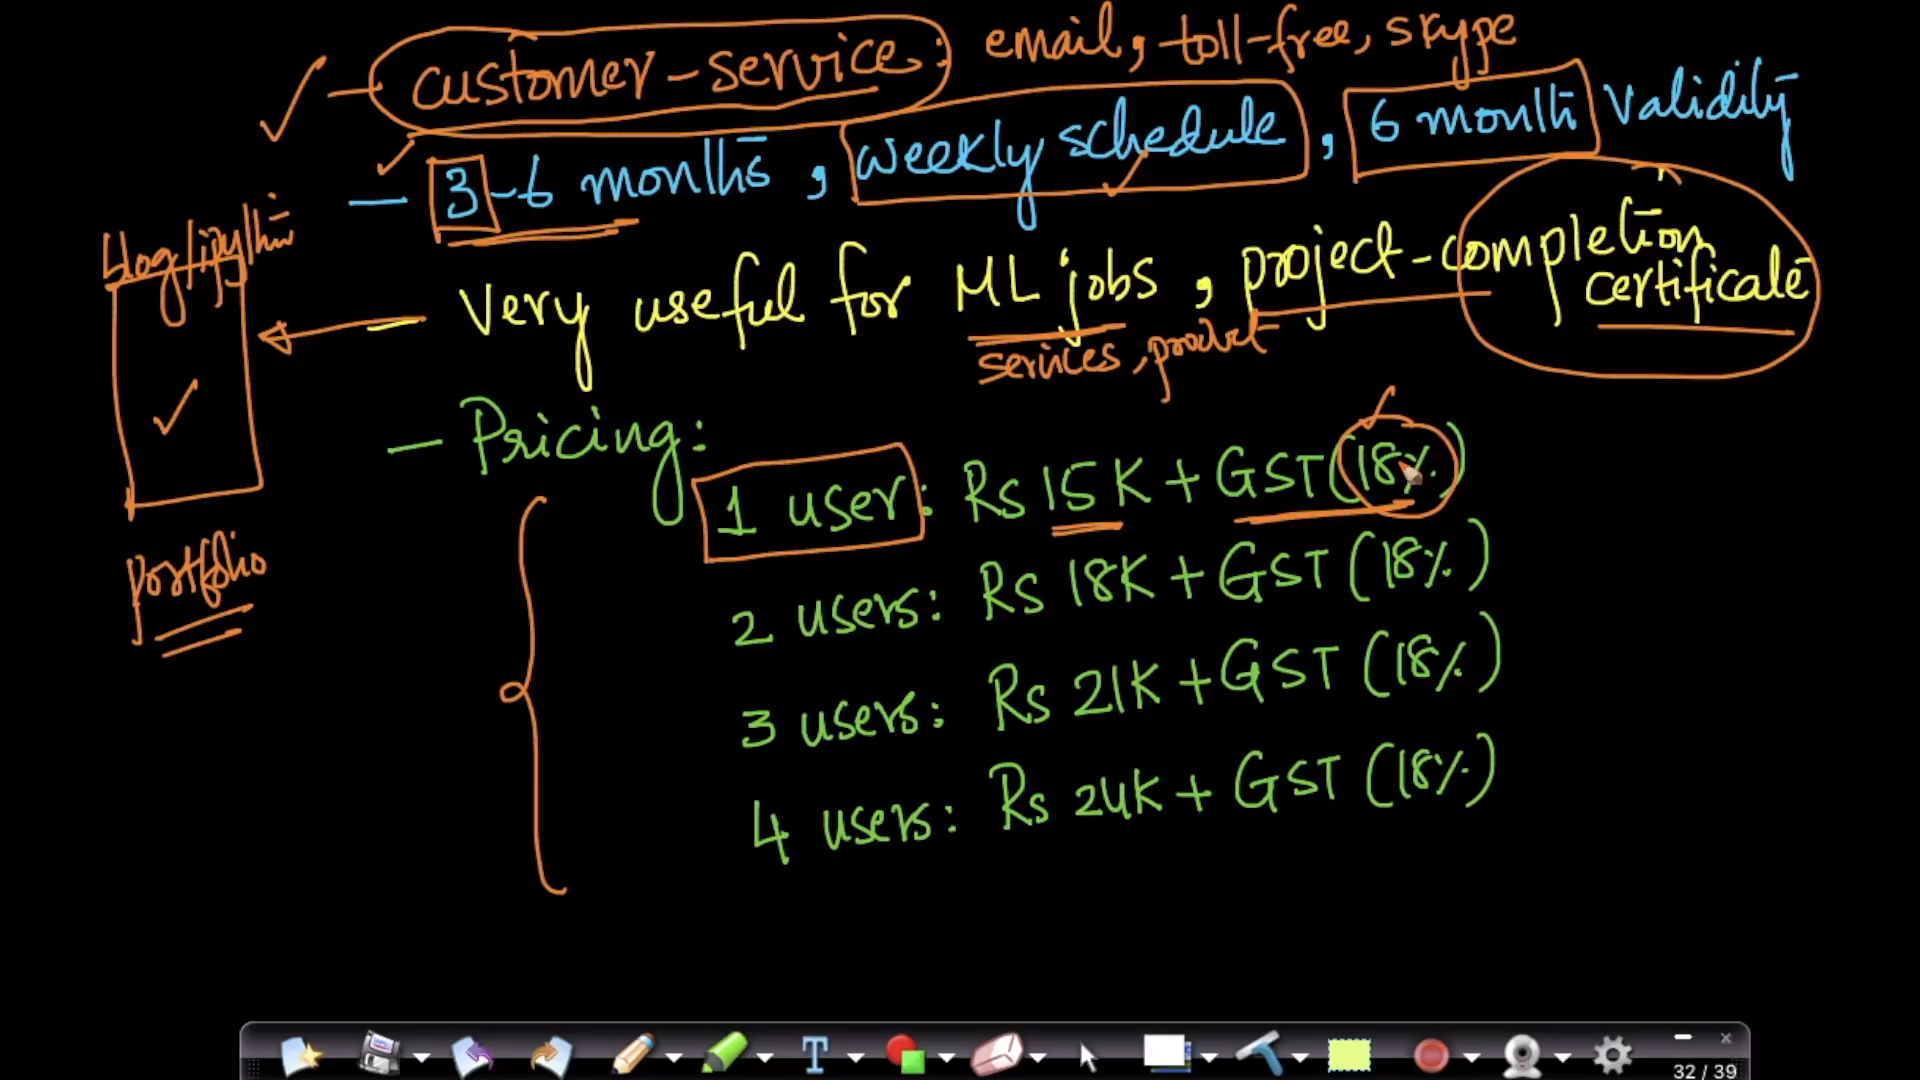 – customer-service: email, toll-free, skype
– 3-6 months, weekly schedule, 6 month validity
– very useful for ML jobs, project-completion certificate
services, product
blog/ipynb
portfolio
– Pricing:
1 user: Rs 15K + GST (18%)
2 users: Rs 18K + GST (18%)
3 users: Rs 21K + GST (18%)
4 users: Rs 24K + GST (18%)
T
32 / 39